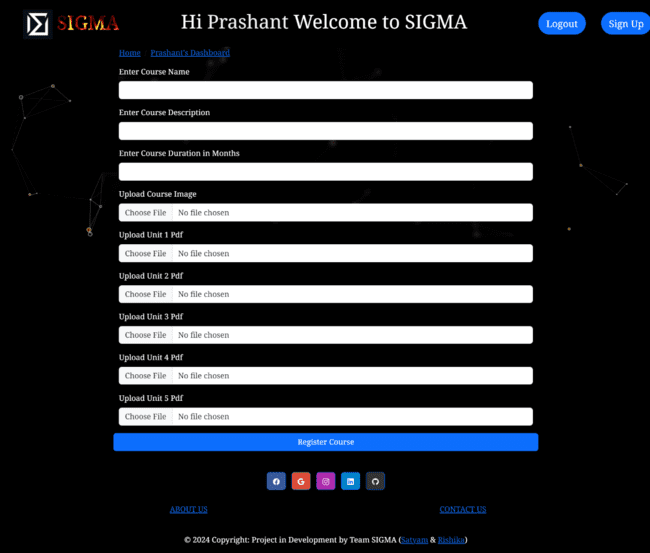 SIGMA
Hi Prashant Welcome to SIGMA
Logout
Sign Up
Home
Prashant's Dashboard
Enter Course Name
Enter Course Description
Enter Course Duration in Months
Upload Course Image
Choose File No file chosen
Upload Unit 1 Pdf
Choose File No file chosen
Upload Unit 2 Pdf
Choose File No file chosen
Upload Unit 3 Pdf
Choose File No file chosen
Upload Unit 4 Pdf
Choose File No file chosen
Upload Unit 5 Pdf
Choose File No file chosen
Register Course
ABOUT US
CONTACT US
© 2024 Copyright: Project in Development by Team SIGMA (Satyam & Rishika)